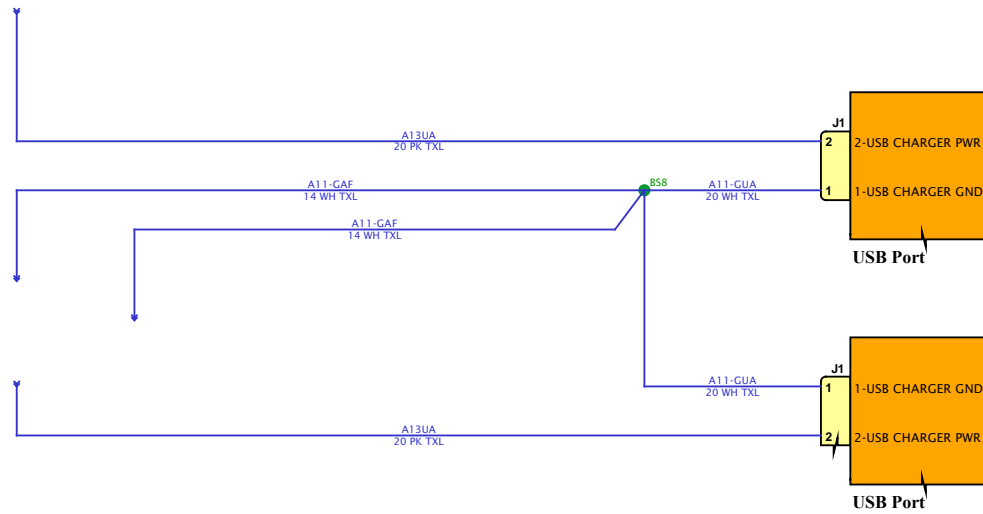 J1
A13UA
20 PK TXL
2
2-USB CHARGER PWR
A11-GAF
14 WH TXL
BS8
A11-GUA
20 WH TXL
1
1-USB CHARGER GND
A11-GAF
14 WH TXL
USB Port
J1
A11-GUA
20 WH TXL
1
1-USB CHARGER GND
A13UA
20 PK TXL
2
2-USB CHARGER PWR
USB Port